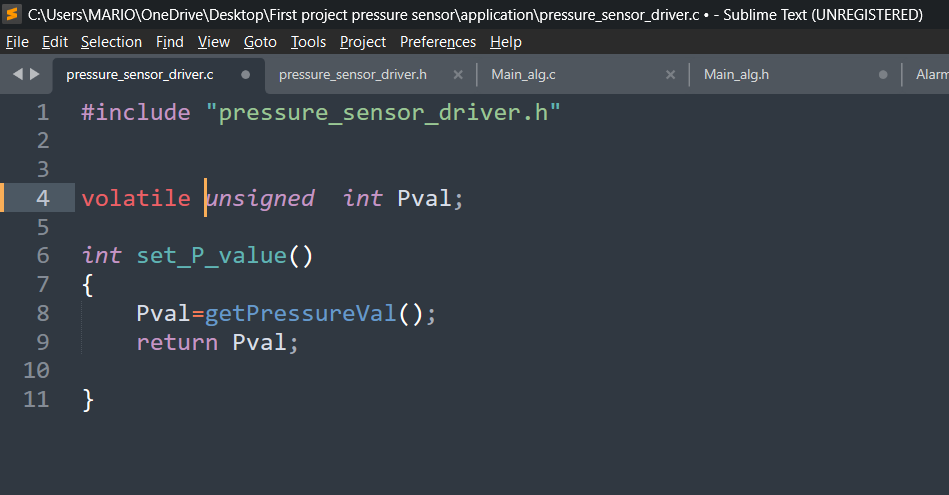 C:\Users\MARIO\OneDrive\Desktop\First project pressure sensor\application\pressure_sensor_driver.c • - Sublime Text (UNREGISTERED)
File Edit Selection Find View Goto Tools Project Preferences Help
pressure_sensor_driver.c pressure_sensor_driver.h Main_alg.c Main_alg.h Alarm
1 #include "pressure_sensor_driver.h"
2
3
4 volatile unsigned  int Pval;
5
6 int set_P_value()
7 {
8     Pval=getPressureVal();
9     return Pval;
10
11 }